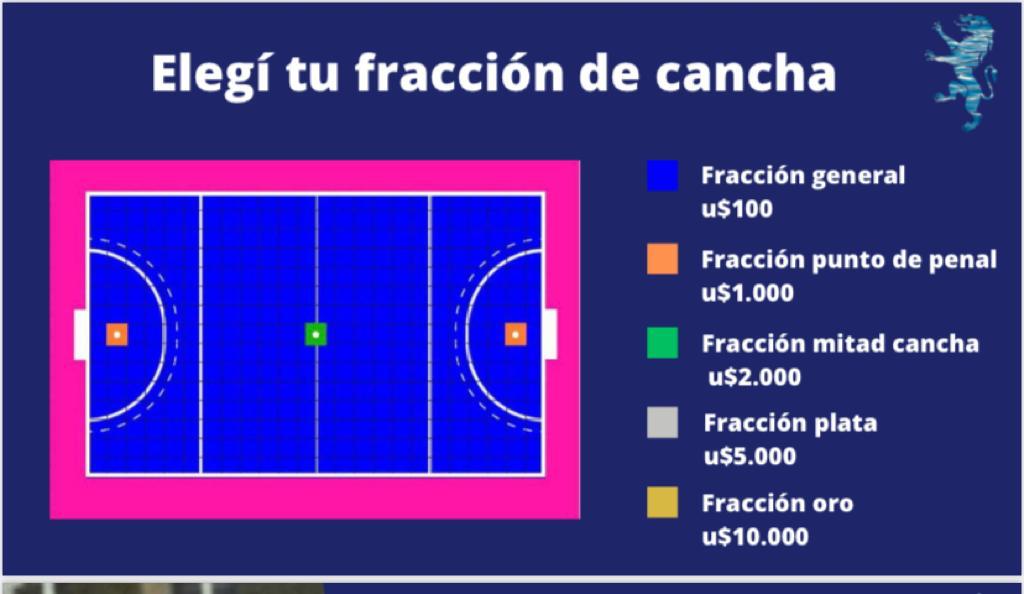 Elegí tu fracción de cancha
Fracción general
u$100
Fracción punto de penal
u$1.000
Fracción mitad cancha
u$2.000
Fracción plata
u$5.000
Fracción oro
u$10.000